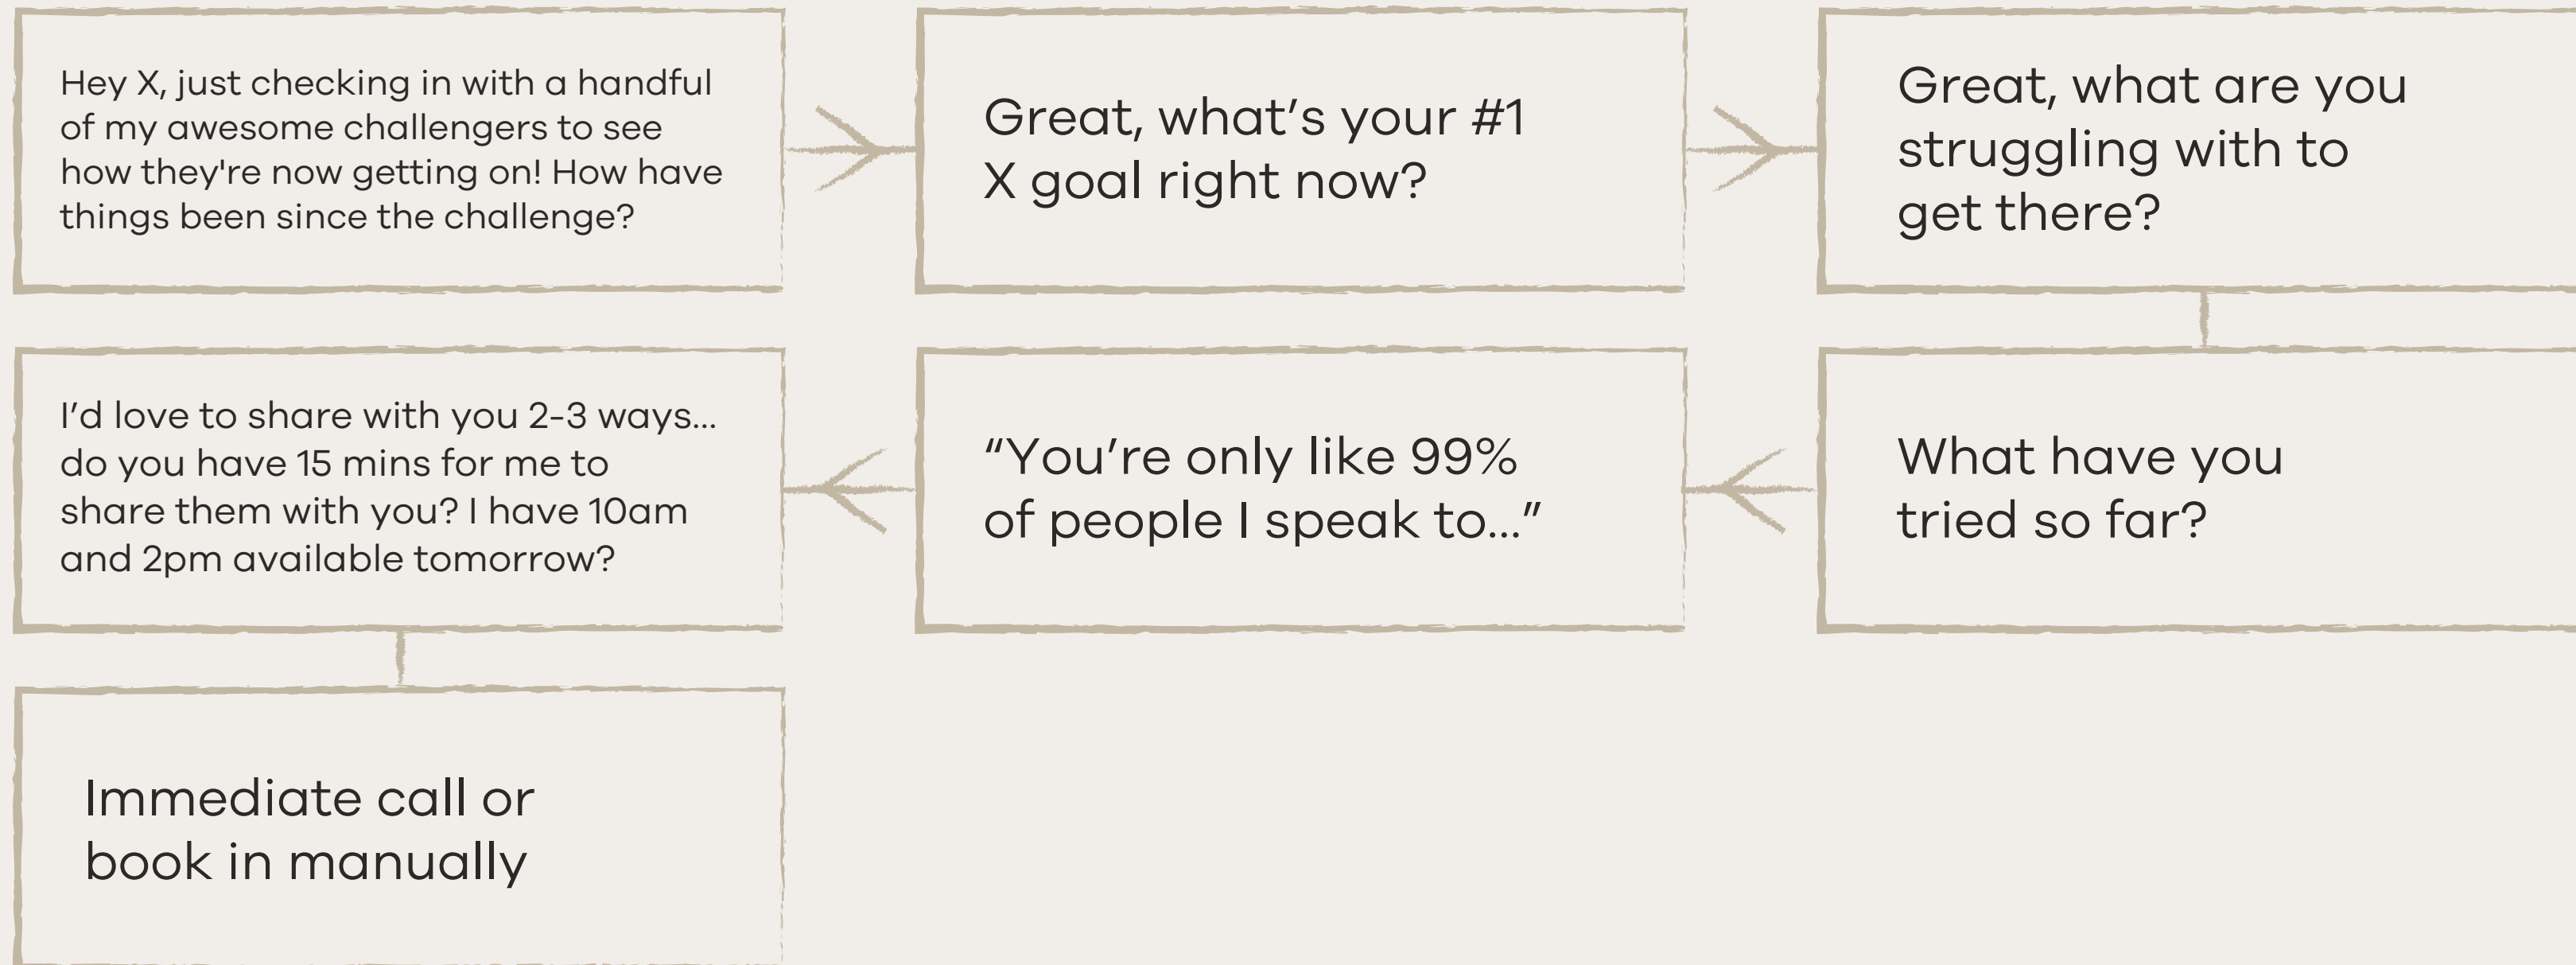 Hey X, just checking in with a handful
of my awesome challengers to see
how they're now getting on! How have
things been since the challenge?
Great, what’s your #1
X goal right now?
Great, what are you
struggling with to
get there?
What have you
tried so far?
“You’re only like 99%
of people I speak to...”
I’d love to share with you 2-3 ways...
do you have 15 mins for me to
share them with you? I have 10am
and 2pm available tomorrow?
Immediate call or
book in manually